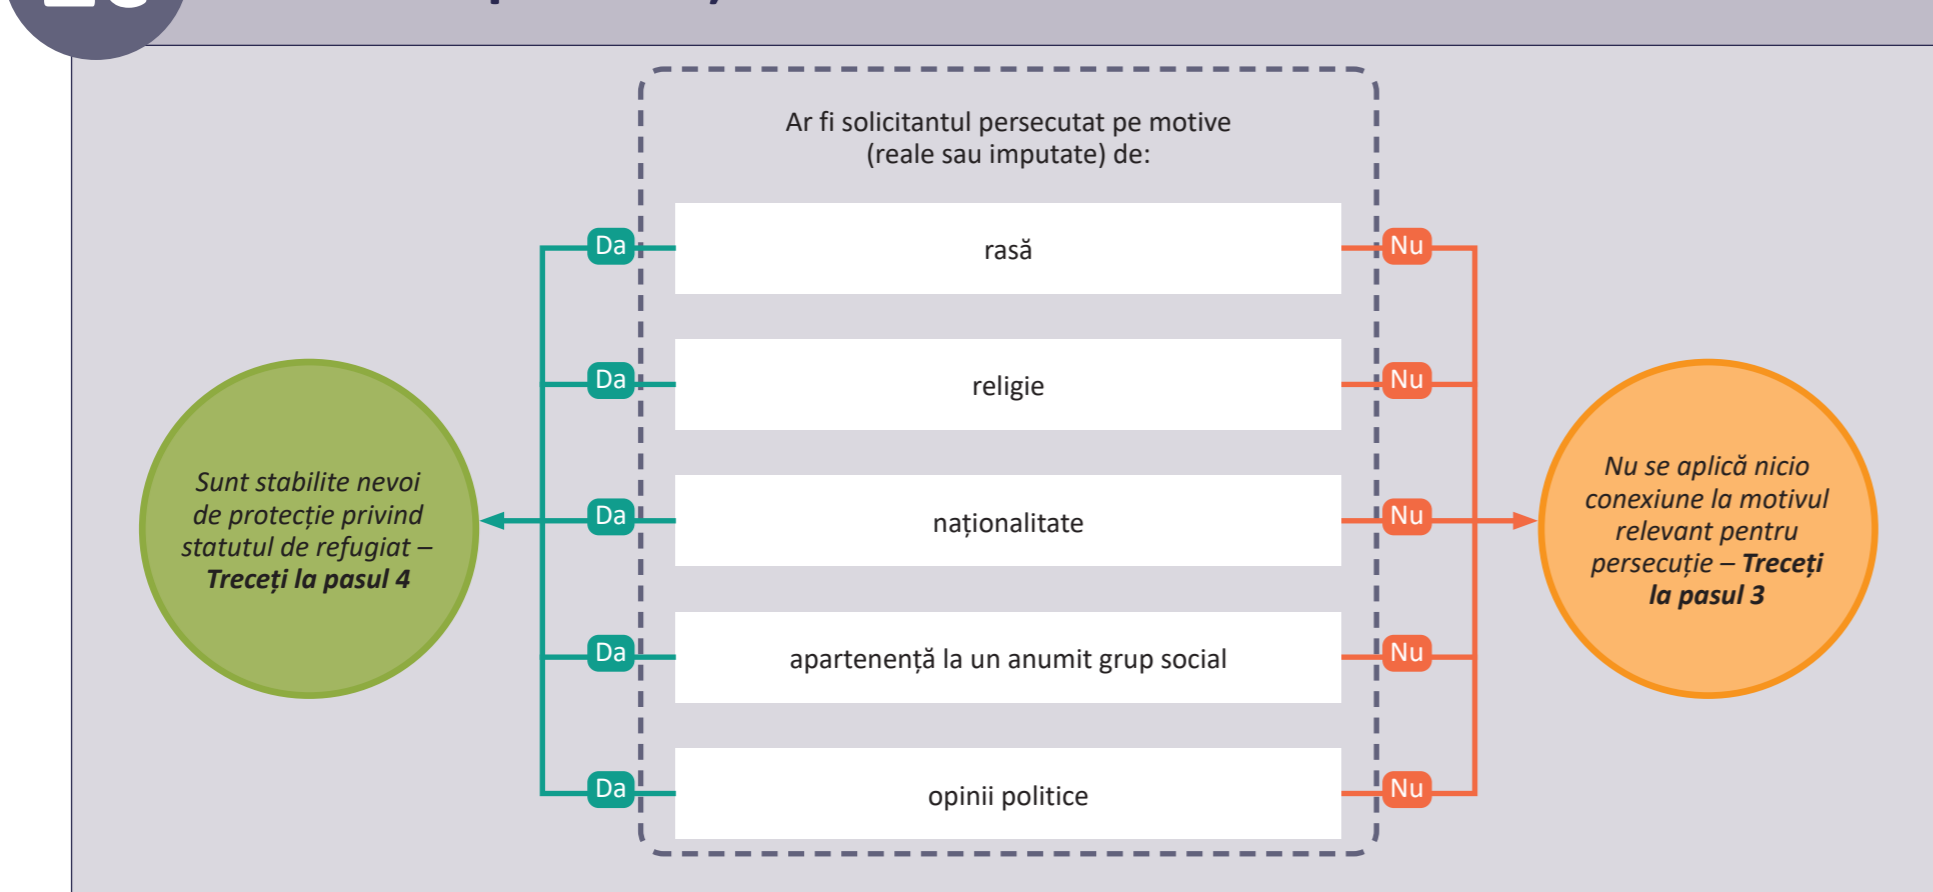 Ar fi solicitantul persecutat pe motive
(reale sau imputate) de:
Da
rasă
Nu
Da
religie
Nu
Sunt stabilite nevoi
de protecție privind
statutul de refugiat –
Treceți la pasul 4
Da
naționalitate
Nu
Nu se aplică nicio
conexiune la motivul
relevant pentru
persecuție – Treceți
la pasul 3
Da
apartenență la un anumit grup social
Nu
Da
opinii politice
Nu